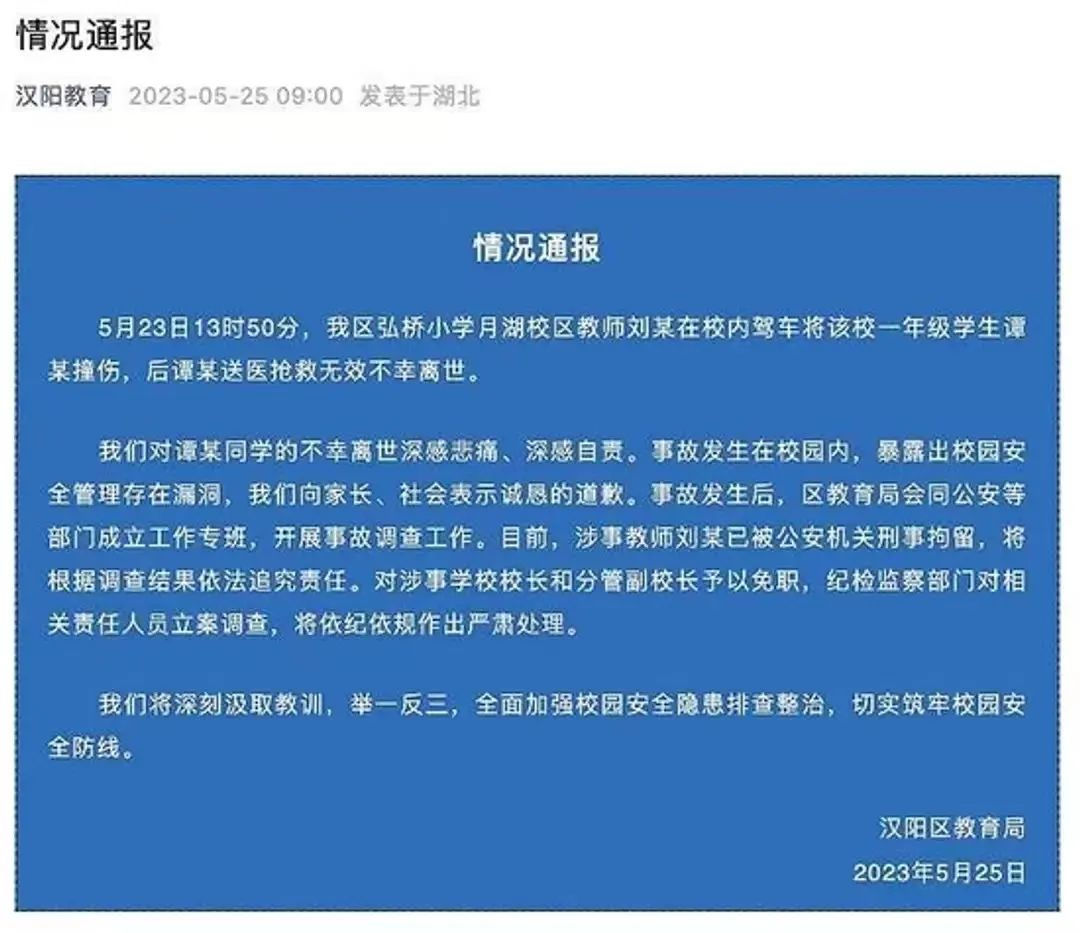 情况通报
汉阳教育 2023-05-25 09:00 发表于湖北
情况通报
5月23日13时50分，我区弘桥小学月湖校区教师刘某在校内驾车将该校一年级学生谭
某撞伤，后谭某送医抢救无效不幸离世。
我们对谭某同学的不幸离世深感悲痛、深感自责。事故发生在校园内，暴露出校园安
全管理存在漏洞，我们向家长、社会表示诚恳的道歉。事故发生后，区教育局会同公安等
部门成立工作专班，开展事故调查工作。目前，涉事教师刘某已被公安机关刑事拘留，将
根据调查结果依法追究责任。对涉事学校校长和分管副校长予以免职，纪检监察部门对相
关责任人员立案调查，将依纪依规作出严肃处理。
我们将深刻汲取教训，举一反三，全面加强校园安全隐患排查整治，切实筑牢校园安
全防线。
汉阳区教育局
2023年5月25日